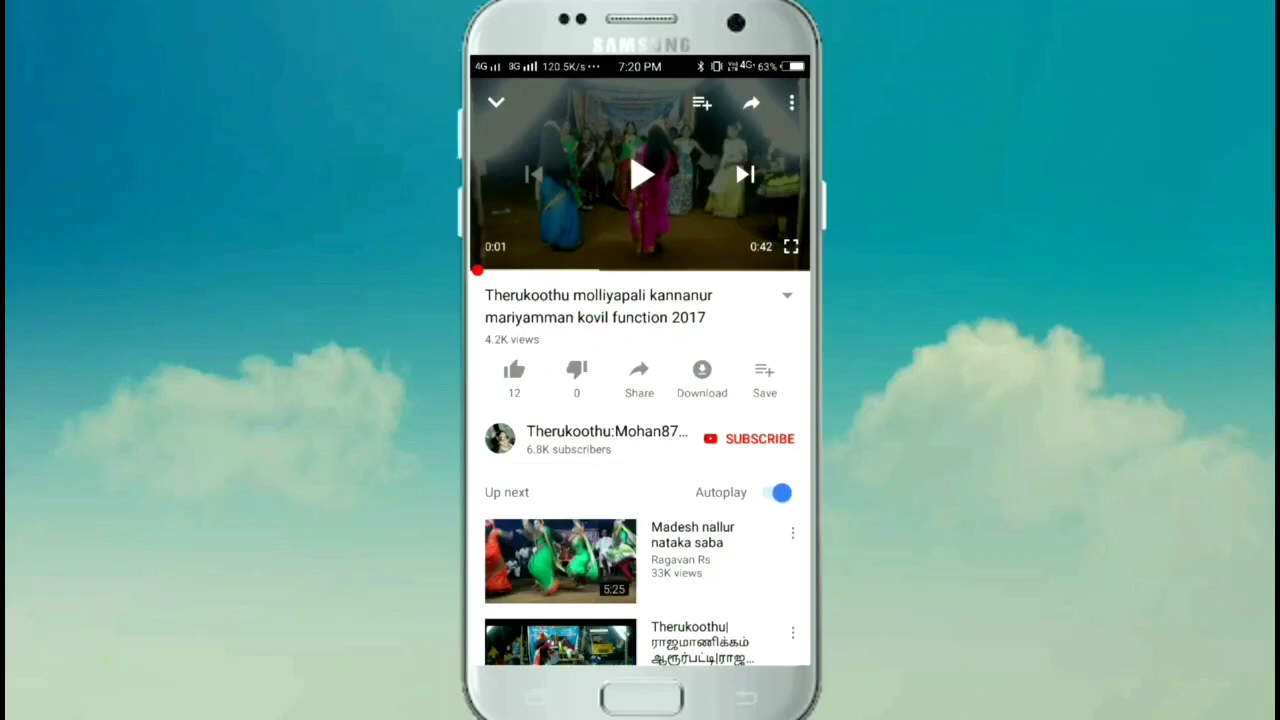 SAMSUNG
4G 3G 120.5K/s ··· 7:20 PM 4G 63%
0:01 0:42
Therukoothu molliyapali kannanur
mariyamman kovil function 2017
4.2K views
12 0 Share Download Save
Therukoothu:Mohan87... SUBSCRIBE
6.8K subscribers
Up next Autoplay
Madesh nallur
nataka saba
Ragavan Rs
33K views
5:25
Therukoothu|
ராஜமாணிக்கம்
ஆரூர்பட்டி|ராஜ...